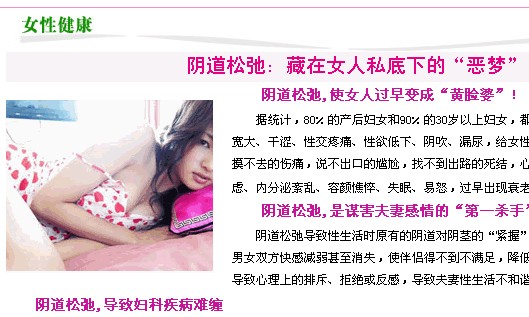 女性健康
阴道松弛：藏在女人私底下的“恶梦”
阴道松弛，使女人过早变成“黄脸婆”！
据统计，80％的产后妇女和90％的30岁以上妇女，都
宽大、干涩、性交疼痛、性欲低下、阴吹、漏尿，给女性
摸不去的伤痛，说不出口的尴尬，找不到出路的死结，心
虑、内分泌紊乱、容颜憔悴、失眠、易怒，过早出现衰老
阴道松弛，是谋害夫妻感情的“第一杀手”
阴道松弛导致性生活时原有的阴道对阴茎的“紧握”
男女双方快感减弱甚至消失，使伴侣得不到不满足，降低
导致心理上的排斥、拒绝或反感，导致夫妻性生活不和谐
阴道松弛，导致妇科疾病难缠